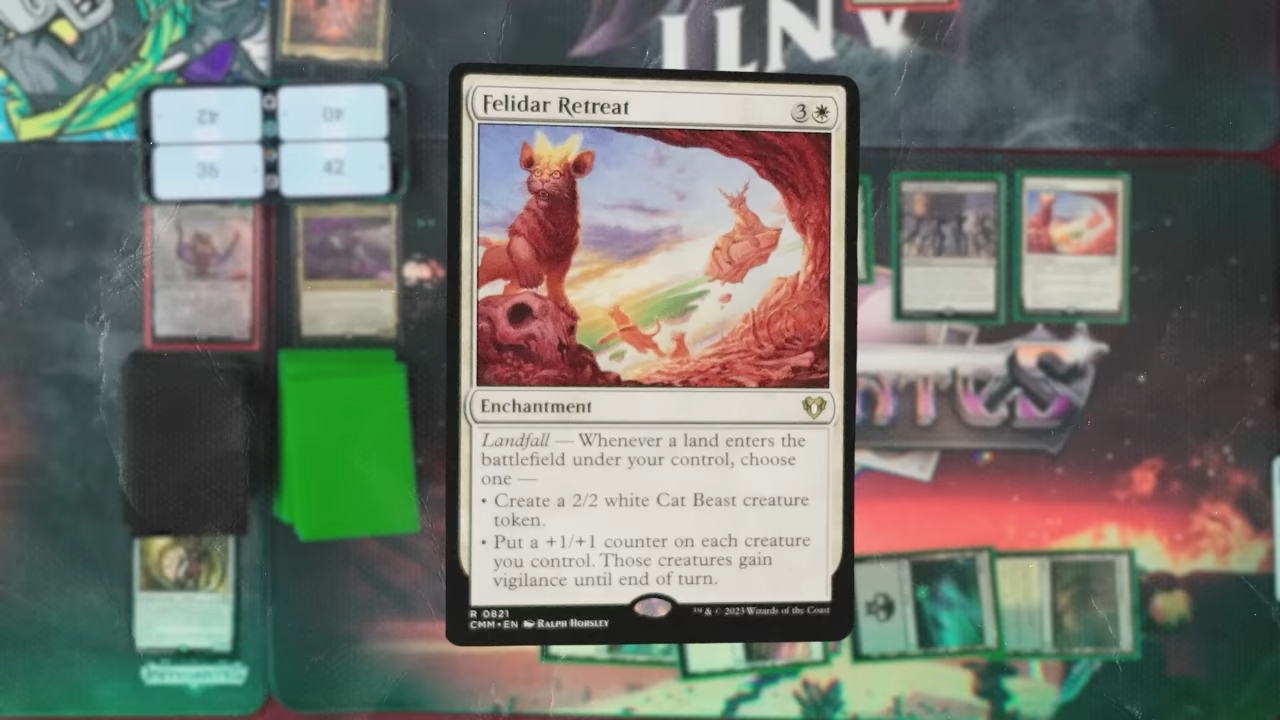 42
40
36
42
Felidar Retreat
3
Enchantment
Landfall — Whenever a land enters the
battlefield under your control, choose
one —
• Create a 2/2 white Cat Beast creature
token.
• Put a +1/+1 counter on each creature
you control. Those creatures gain
vigilance until end of turn.
R 0821
CMM • EN RALPH HORSLEY
™ & © 2023 Wizards of the Coast